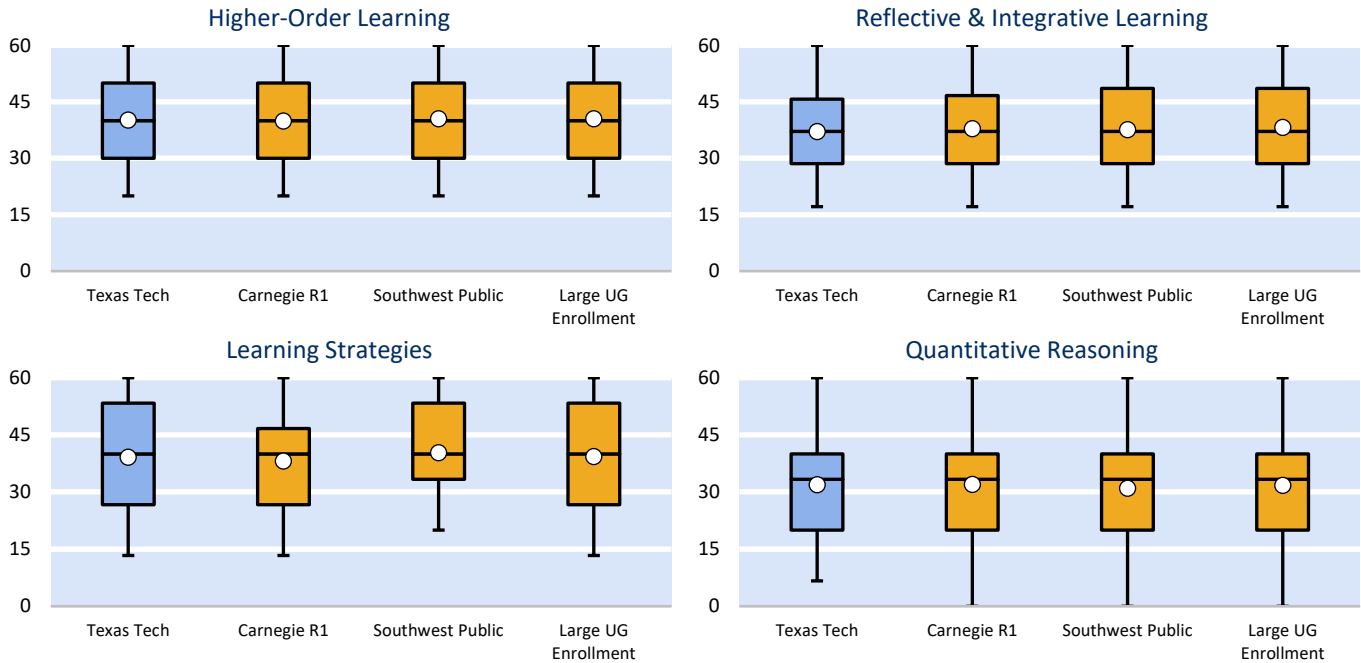 Higher-Order Learning
60
45
30
15
0
Texas Tech
Carnegie R1
Southwest Public
Large UG
Enrollment
Reflective & Integrative Learning
60
45
30
15
0
Texas Tech
Carnegie R1
Southwest Public
Large UG
Enrollment
Learning Strategies
60
45
30
15
0
Texas Tech
Carnegie R1
Southwest Public
Large UG
Enrollment
Quantitative Reasoning
60
45
30
15
0
Texas Tech
Carnegie R1
Southwest Public
Large UG
Enrollment